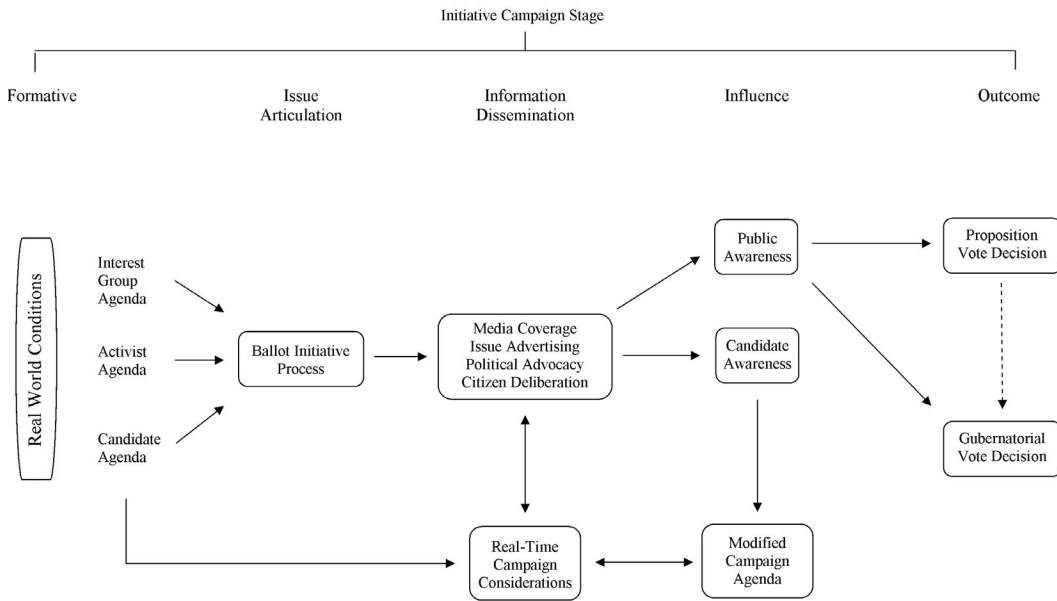 Initiative Campaign Stage
Formative
Issue
Articulation
Information
Dissemination
Influence
Outcome
Real World Conditions
Interest
Group
Agenda
Activist
Agenda
Candidate
Agenda
Ballot Initiative
Process
Media Coverage
Issue Advertising
Political Advocacy
Citizen Deliberation
Public
Awareness
Candidate
Awareness
Proposition
Vote Decision
Gubernatorial
Vote Decision
Real-Time
Campaign
Considerations
Modified
Campaign
Agenda